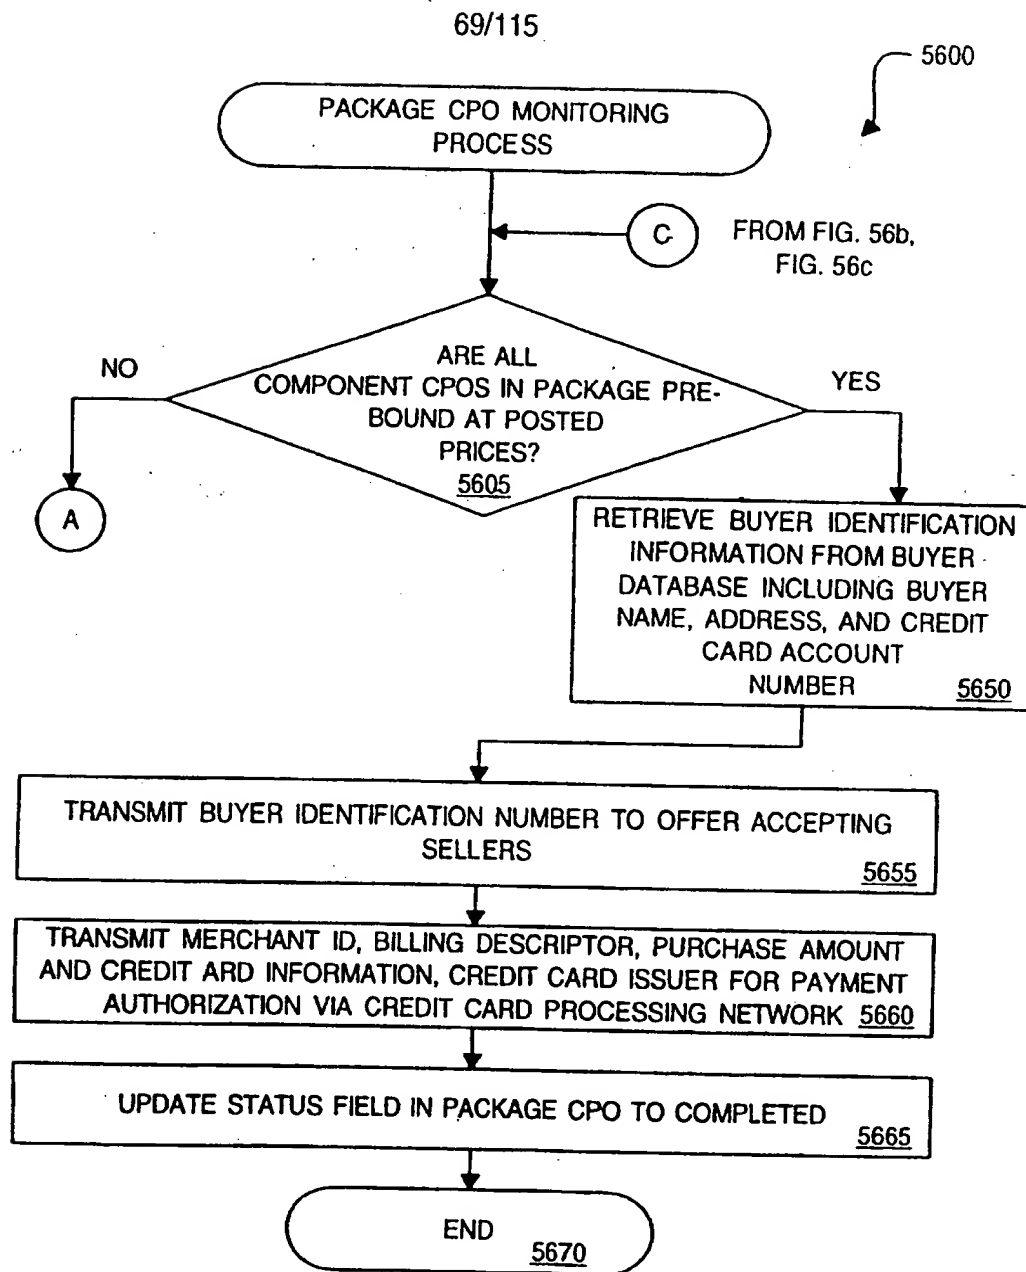 69/115
5600
PACKAGE CPO MONITORING
PROCESS
C
FROM FIG. 56b,
FIG. 56c
NO
ARE ALL
COMPONENT CPOS IN PACKAGE PRE-
BOUND AT POSTED
PRICES?
5605
YES
A
RETRIEVE BUYER IDENTIFICATION
INFORMATION FROM BUYER
DATABASE INCLUDING BUYER
NAME, ADDRESS, AND CREDIT
CARD ACCOUNT
NUMBER 5650
TRANSMIT BUYER IDENTIFICATION NUMBER TO OFFER ACCEPTING
SELLERS
5655
TRANSMIT MERCHANT ID, BILLING DESCRIPTOR, PURCHASE AMOUNT
AND CREDIT ARD INFORMATION, CREDIT CARD ISSUER FOR PAYMENT
AUTHORIZATION VIA CREDIT CARD PROCESSING NETWORK 5660
UPDATE STATUS FIELD IN PACKAGE CPO TO COMPLETED
5665
END
5670